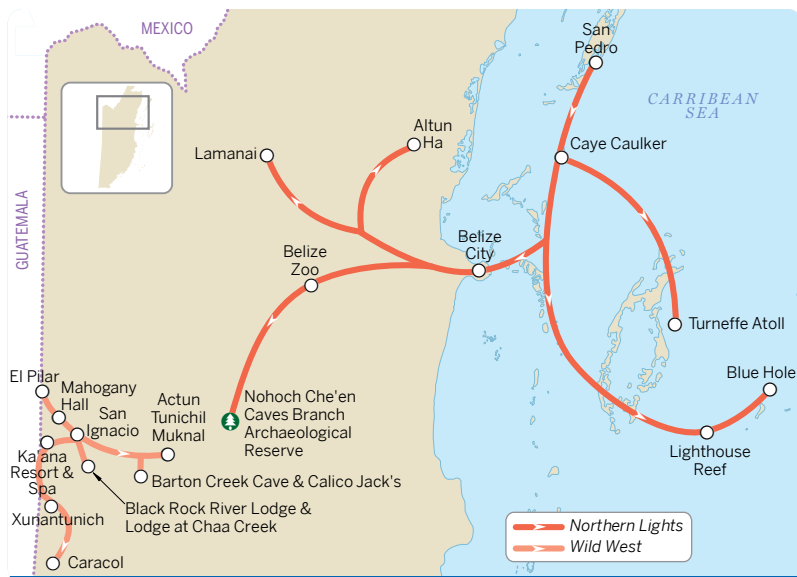 MEXICO
San
Pedro
CARRIBEAN
SEA
Altun
Ha
Lamanai
Caye Caulker
GUATEMALA
Belize
City
Belize
Zoo
Turneffe Atoll
El Pilar
Mahogany
Hall
San
Ignacio
Actun
Tunichil
Muknal
Nohoch Che'en
Caves Branch
Archaeological
Reserve
Blue Hole
Ka'ana
Resort &
Spa
Barton Creek Cave & Calico Jack's
Lighthouse
Reef
Xunantunich
Black Rock River Lodge &
Lodge at Chaa Creek
Caracol
Northern Lights
Wild West